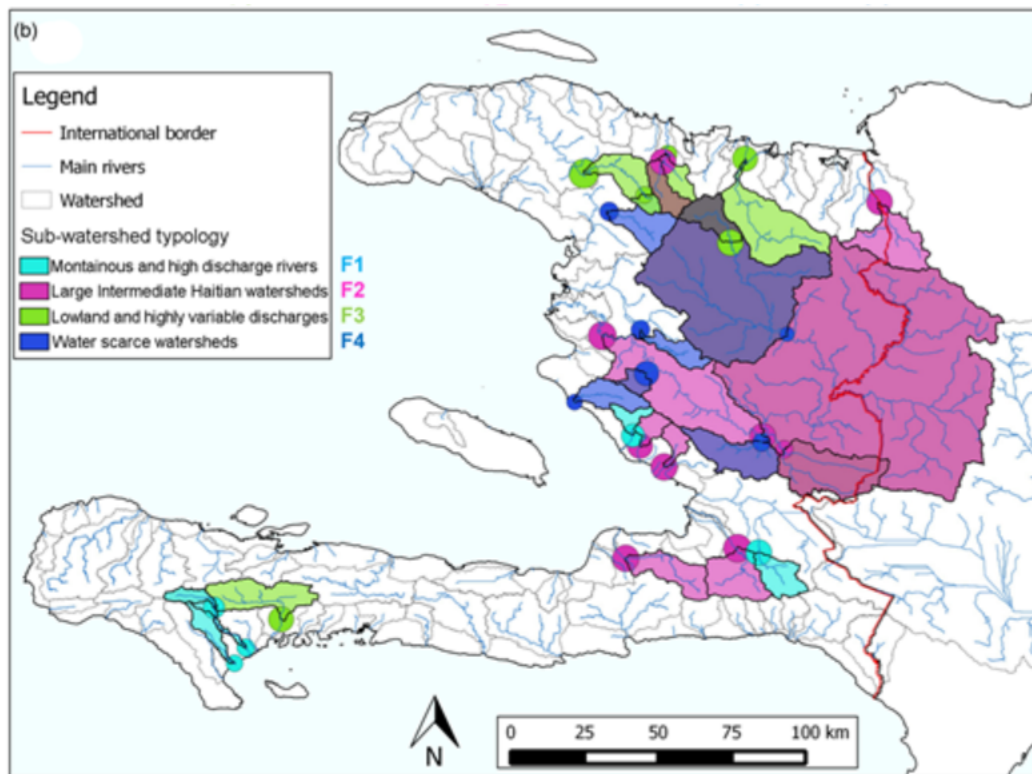 (b)
Legend
International border
Main rivers
Watershed
Sub-watershed typology
Montainous and high discharge rivers F1
Large Intermediate Haitian watersheds F2
Lowland and highly variable discharges F3
Water scarce watersheds F4
N
0 25 50 75 100 km